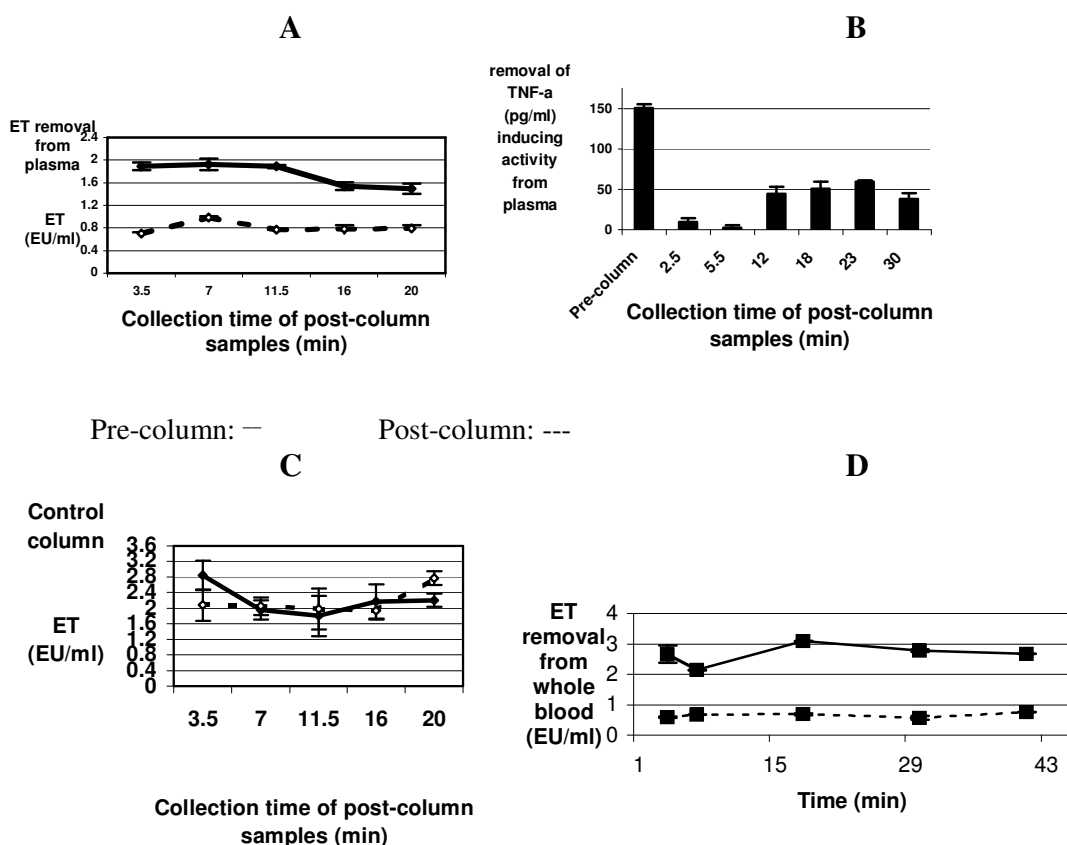 A
ET removal
from
plasma
ET
(EU/ml)
2.4
2
1.6
1.2
0.8
0.4
0
3.5 7 11.5 16 20
Collection time of post-column
samples (min)
B
removal of
TNF-a
(pg/ml)
inducing
activity
from
plasma
150
100
50
0
Pre-column 2.5 5.5 12 18 23 30
Collection time of post-column
samples (min)
Pre-column: — Post-column: ---
C
Control
column
ET
(EU/ml)
3.6
3.2
2.8
2.4
2
1.6
1.2
0.8
0.4
0
3.5 7 11.5 16 20
Collection time of post-column
samples (min)
D
ET
removal
from
whole
blood
(EU/ml)
4
3
2
1
0
1 15 29 43
Time (min)